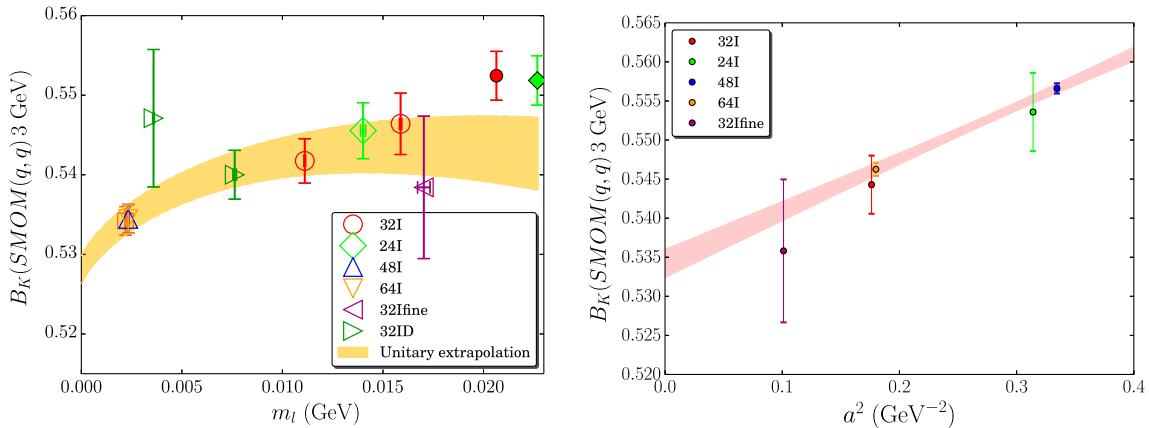 0.56
0.55
0.54
0.53
0.52
0.000
0.005
0.010
0.015
0.020
B_K(SMOM(q, q) 3 GeV)
m_l (GeV)
32I
24I
48I
64I
32Ifine
32ID
Unitary extrapolation
0.565
0.560
0.555
0.550
0.545
0.540
0.535
0.530
0.525
0.520
0.0
0.1
0.2
0.3
0.4
B_K(SMOM(q, q) 3 GeV)
a² (GeV⁻²)
32I
24I
48I
64I
32Ifine